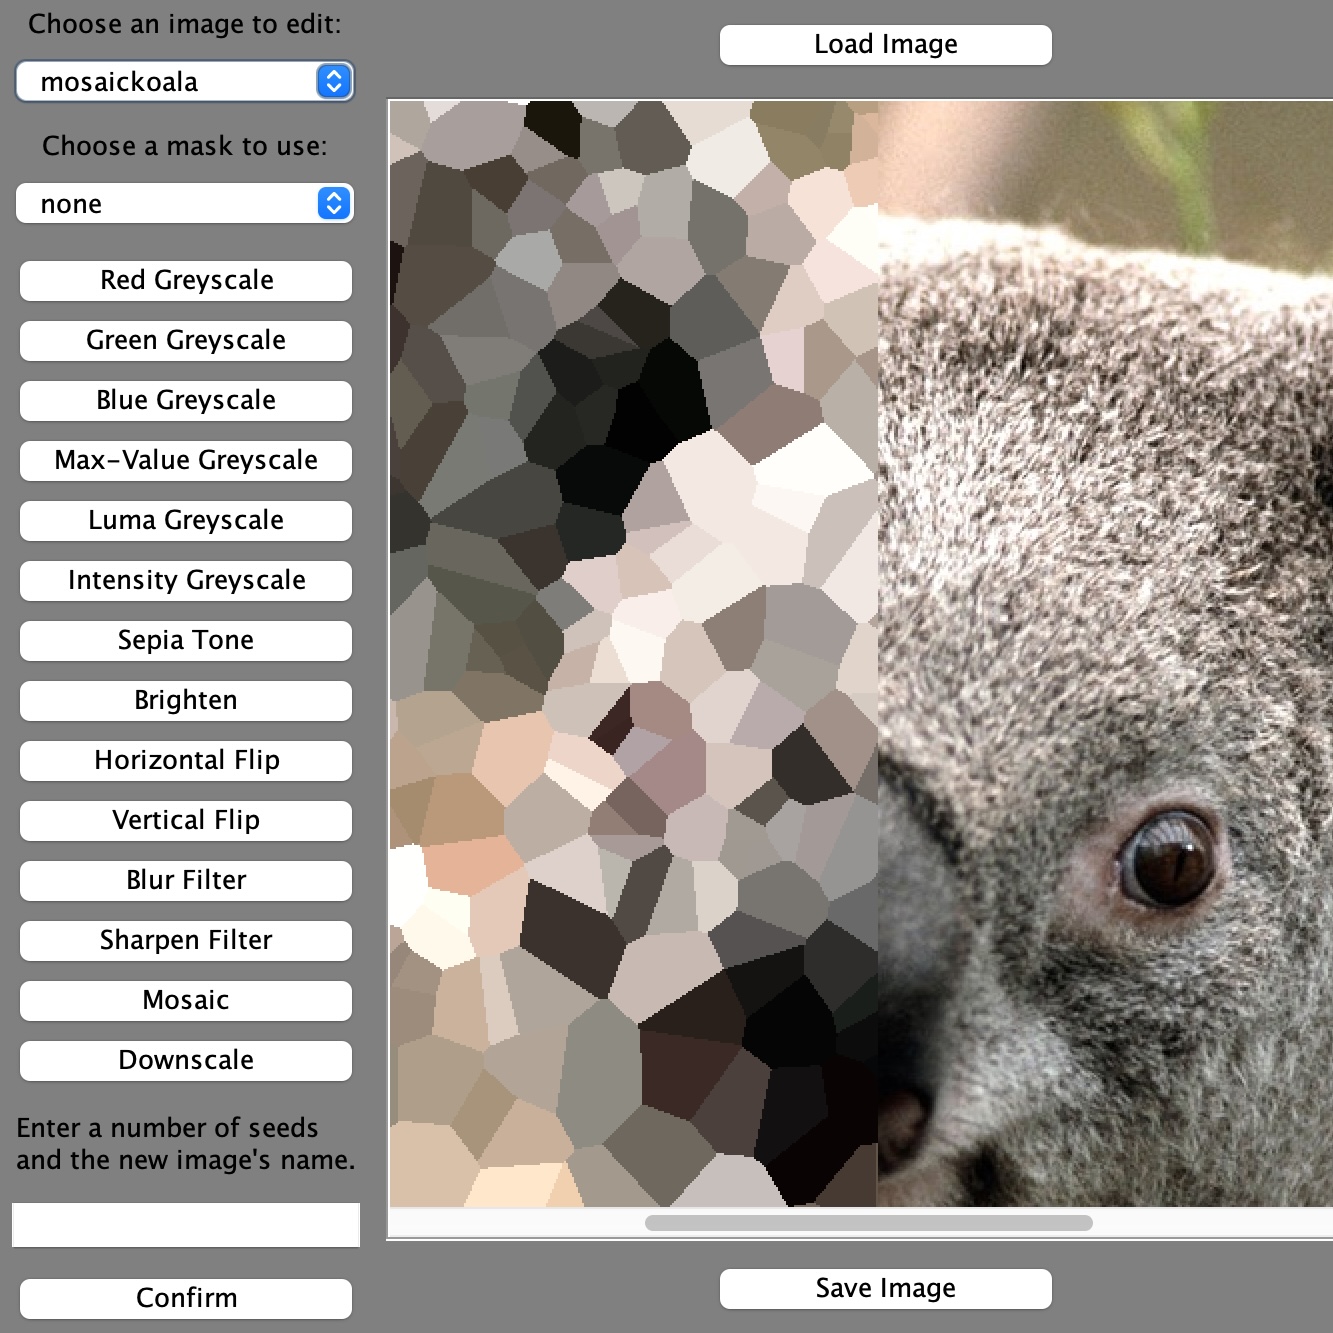 Choose an image to edit:
mosaickoala
Choose a mask to use:
none
Red Greyscale
Green Greyscale
Blue Greyscale
Max-Value Greyscale
Luma Greyscale
Intensity Greyscale
Sepia Tone
Brighten
Horizontal Flip
Vertical Flip
Blur Filter
Sharpen Filter
Mosaic
Downscale
Enter a number of seeds
and the new image's name.
Confirm
Load Image
Save Image